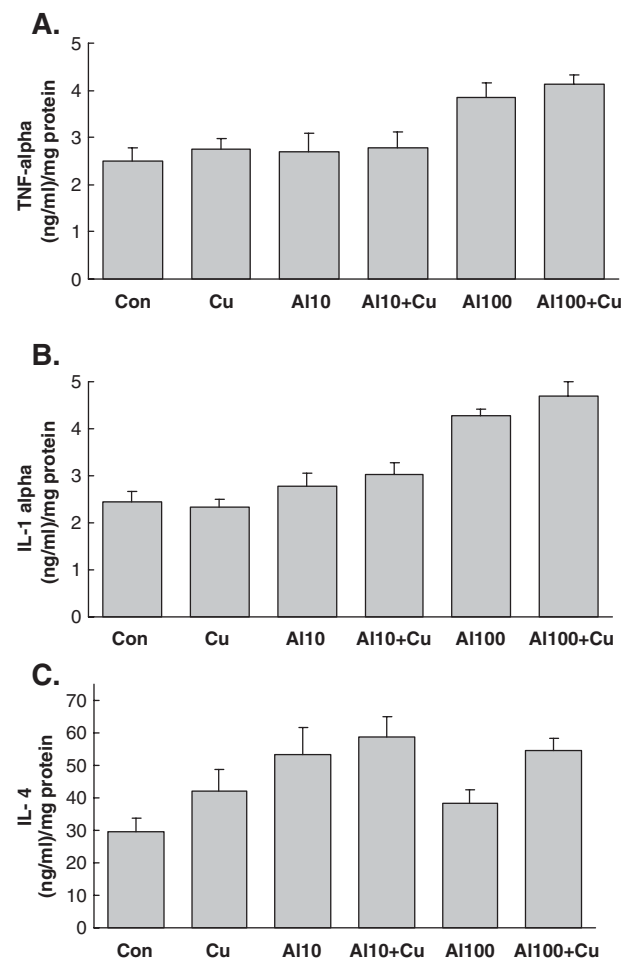 A.
TNF-alpha
(ng/ml)/mg protein
5
4
3
2
1
0
Con Cu Al10 Al10+Cu Al100 Al100+Cu
B.
IL-1 alpha
(ng/ml)/mg protein
5
4
3
2
1
0
Con Cu Al10 Al10+Cu Al100 Al100+Cu
C.
IL- 4
(ng/ml)/mg protein
70
60
50
40
30
20
10
0
Con Cu Al10 Al10+Cu Al100 Al100+Cu